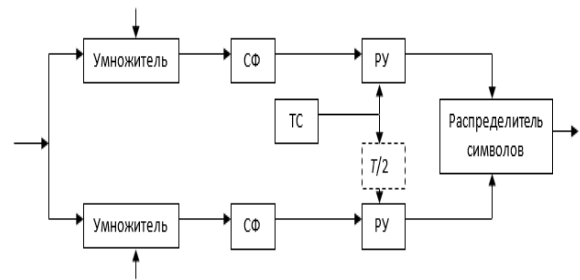 Умножитель
СФ
РУ
ТС
Распределитель
символов
T/2
Умножитель
СФ
РУ